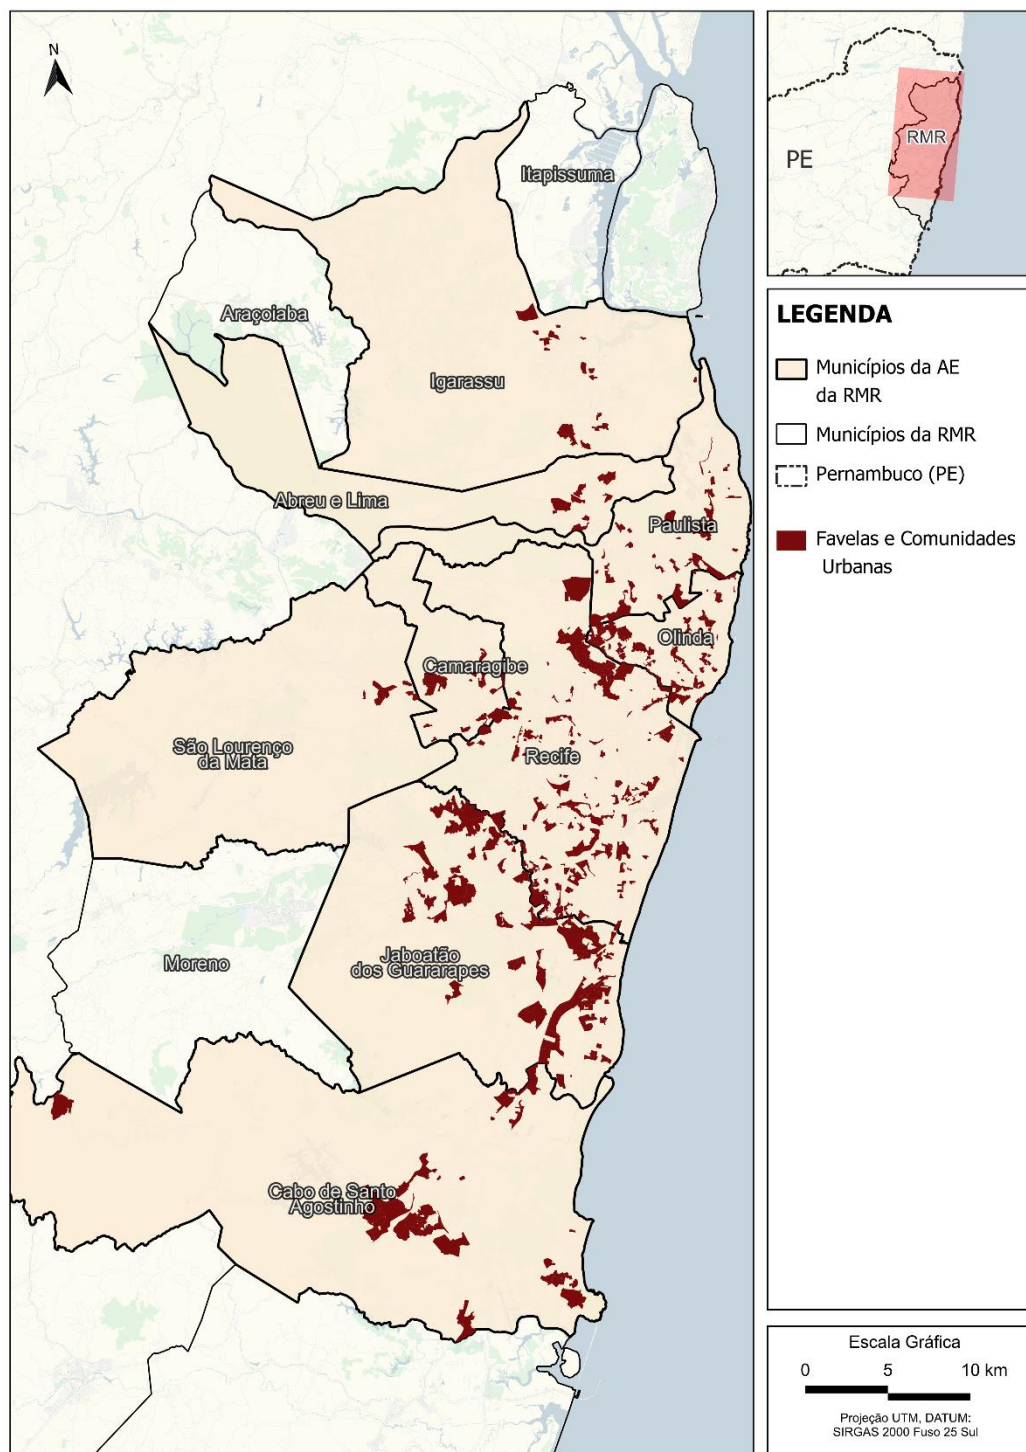 N
Itapissuma
Araçoiaba
Igarassu
Abreu e Lima
Paulista
Olinda
Camaragibe
São Lourenço
da Mata
Recife
Moreno
Jaboatão
dos Guararapes
Cabo de Santo
Agostinho
PE
RMR
LEGENDA
Municípios da AE
da RMR
Municípios da RMR
Pernambuco (PE)
Favelas e Comunidades
Urbanas
Escala Gráfica
0 5 10 km
Projeção UTM, DATUM:
SIRGAS 2000 Fuso 25 Sul